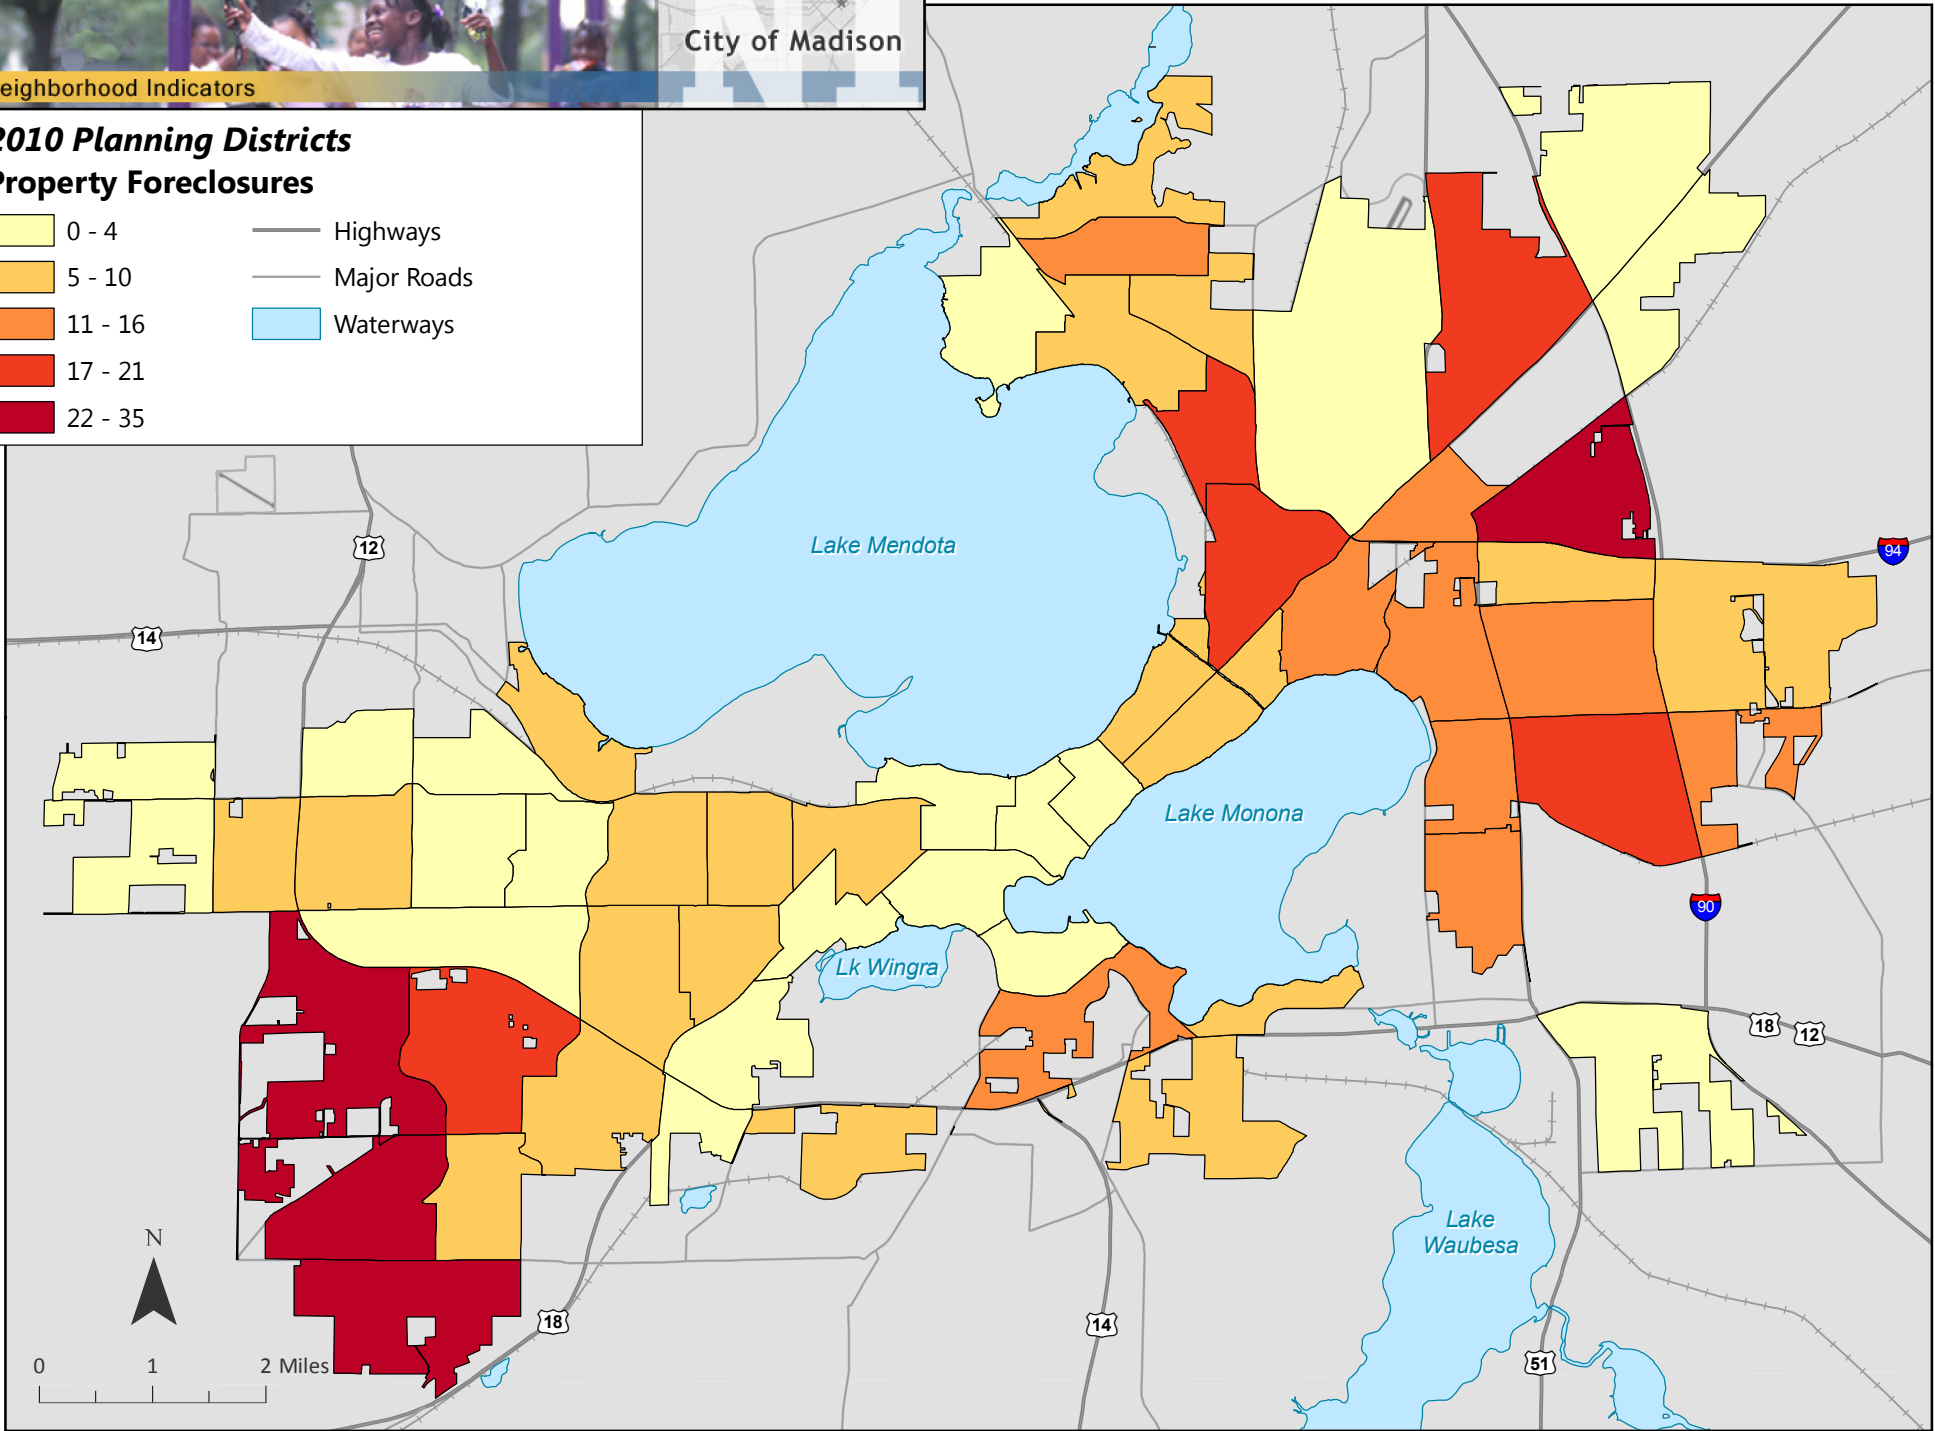 City of Madison
eighborhood Indicators
2010 Planning Districts
Property Foreclosures
0 - 4
5 - 10
11 - 16
17 - 21
22 - 35
Highways
Major Roads
Waterways
12
14
94
Lake Mendota
Lake Monona
90
Lk Wingra
18
12
Lake
Waubesa
N
18
14
51
0 1 2 Miles